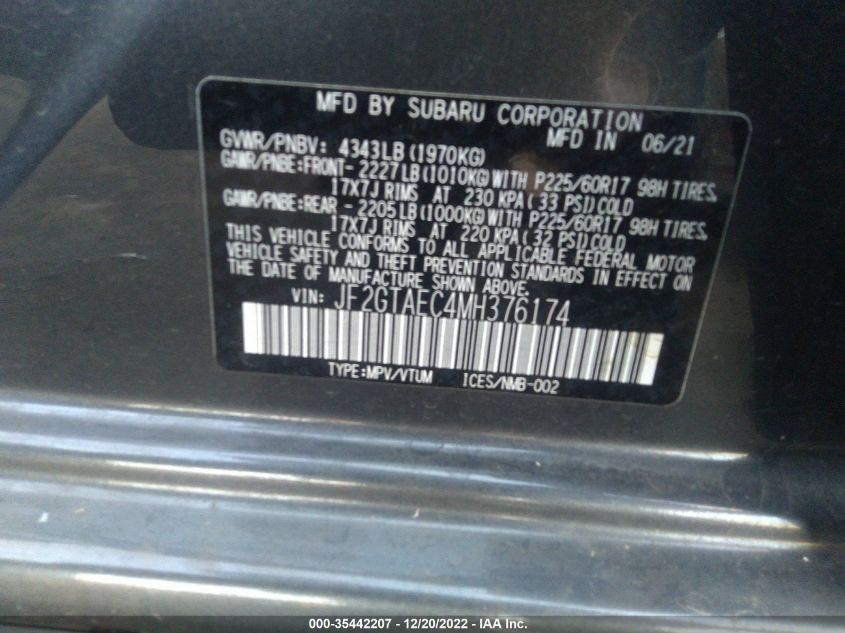 MFD BY SUBARU CORPORATION
MFD IN 06/21
GVWR/PNBV: 4343LB(1970KG)
GAWR/PNBE:FRONT- 2227LB(1010KG)WITH P225/60R17 98H TIRES,
17X7J RIMS AT 230 KPA(33 PSI)COLD
GAWR/PNBE:REAR - 2205LB(1000KG)WITH P225/60R17 98H TIRES,
17X7J RIMS AT 220 KPA(32 PSI)COLD
THIS VEHICLE CONFORMS TO ALL APPLICABLE FEDERAL MOTOR
VEHICLE SAFETY AND THEFT PREVENTION STANDARDS IN EFFECT ON
THE DATE OF MANUFACTURE SHOWN ABOVE.
VIN: JF2GTAEC4MH376174
TYPE:MPV/VTUM ICES/NMB-002
000-35442207 - 12/20/2022 - IAA Inc.